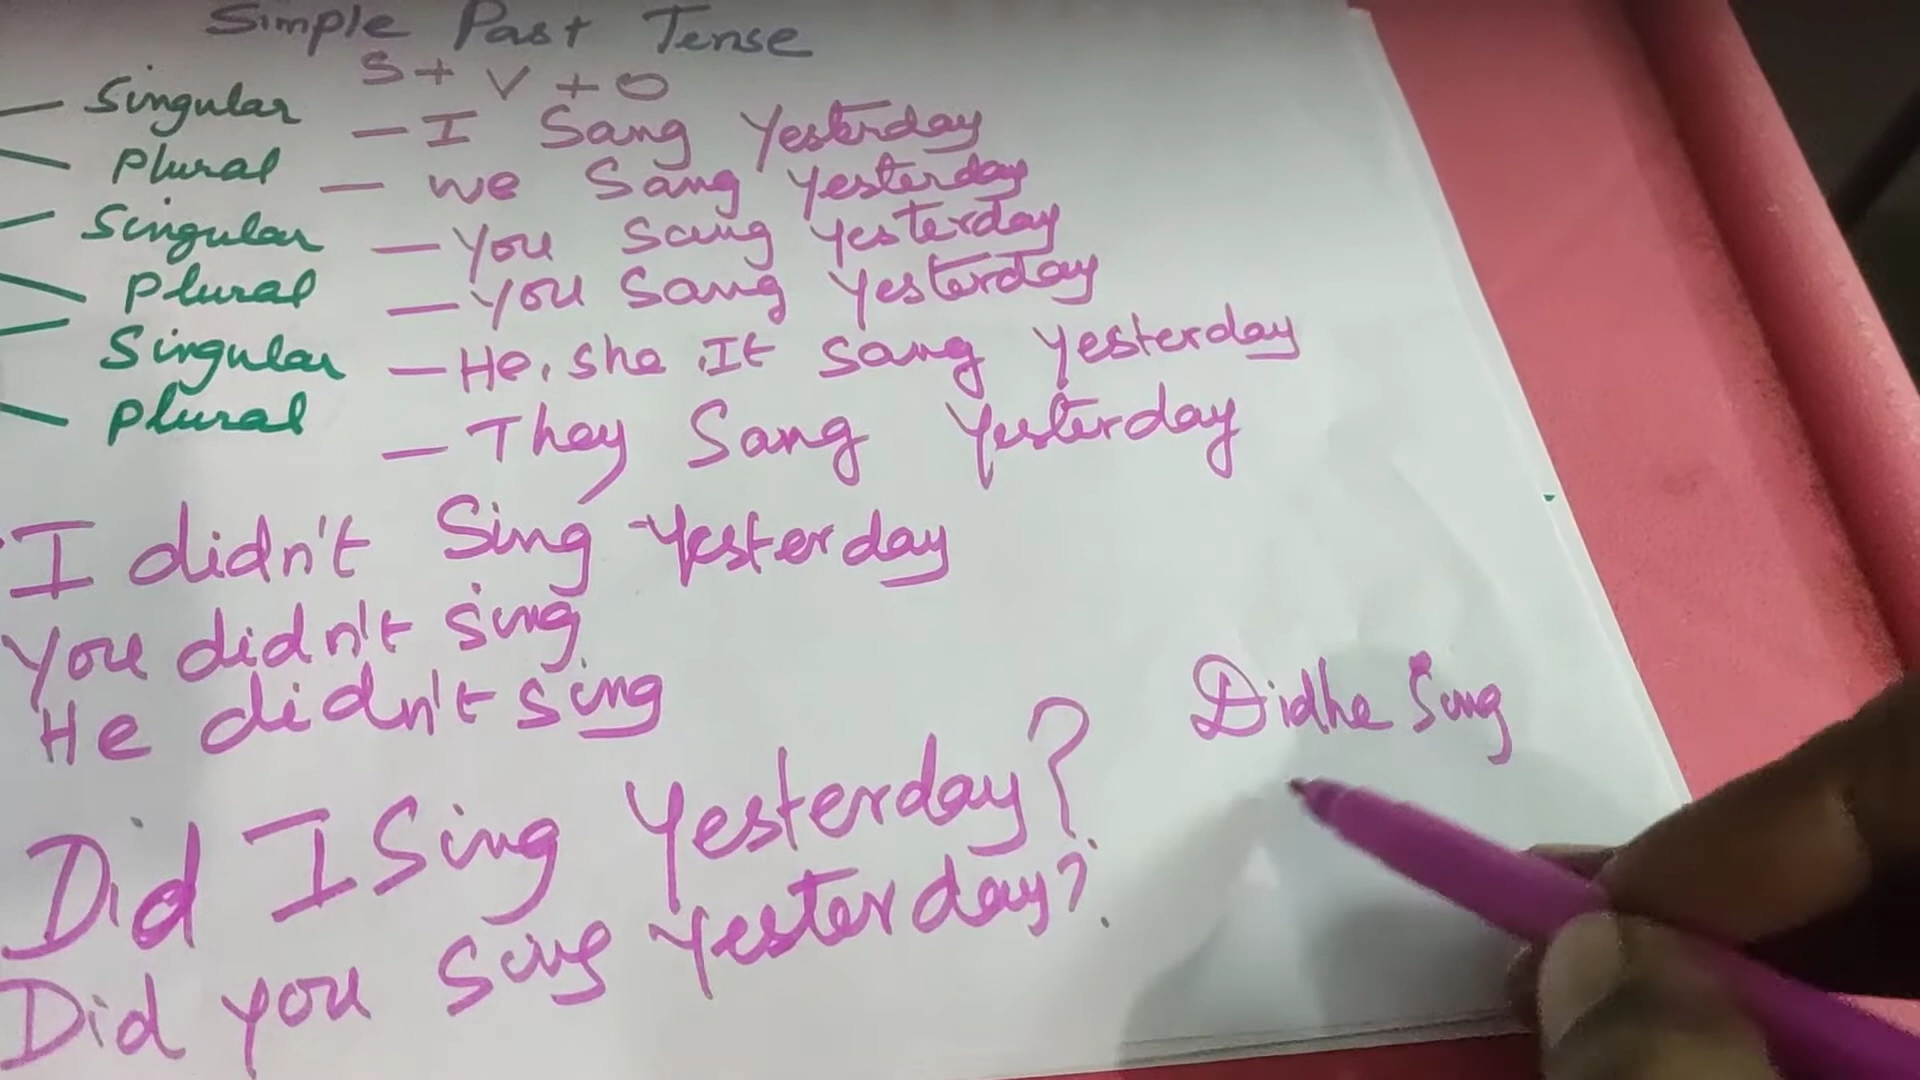 Simple Past Tense
S + V + O
Singular — I Sang Yesterday
Plural — we Sang yesterday
Singular — You sang yesterday
Plural — you Sang yesterday
Singular — He, she, It sang yesterday
plural — They Sang yesterday
I didn't Sing yesterday
you didn't sing
He didn't sing
Did I Sing Yesterday?
Did you sing yesterday?
Did he Sing